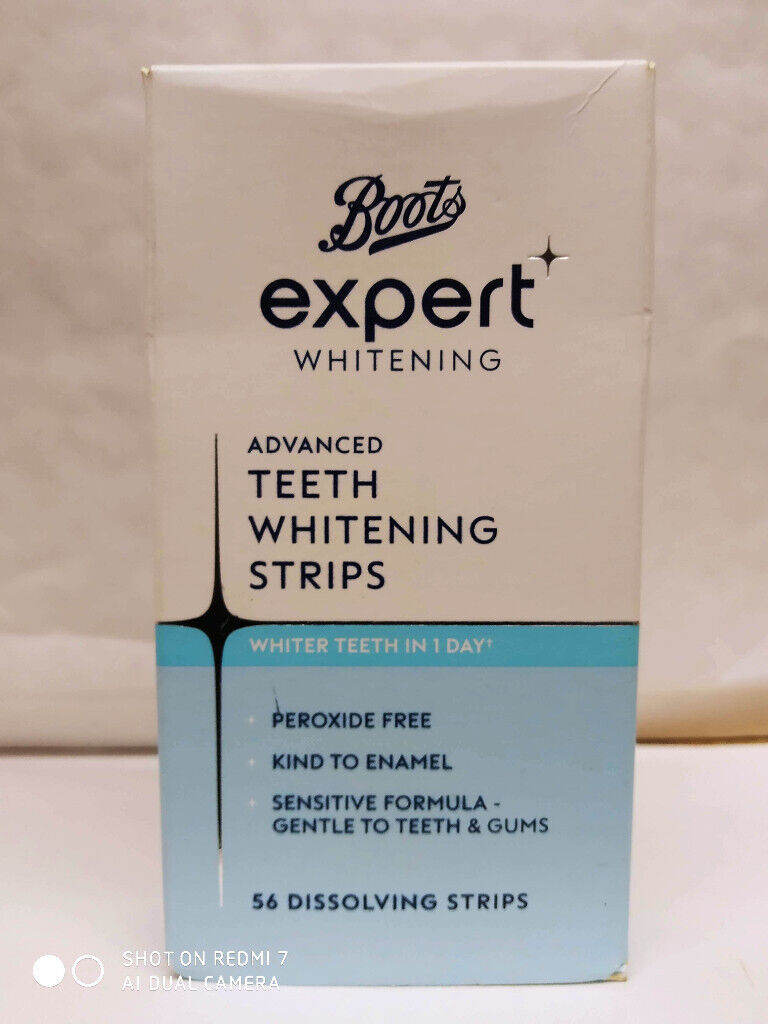 Boots
expert
WHITENING
ADVANCED
TEETH
WHITENING
STRIPS
WHITER TEETH IN 1 DAY†
PEROXIDE FREE
KIND TO ENAMEL
SENSITIVE FORMULA -
GENTLE TO TEETH & GUMS
56 DISSOLVING STRIPS
SHOT ON REDMI 7
AI DUAL CAMERA